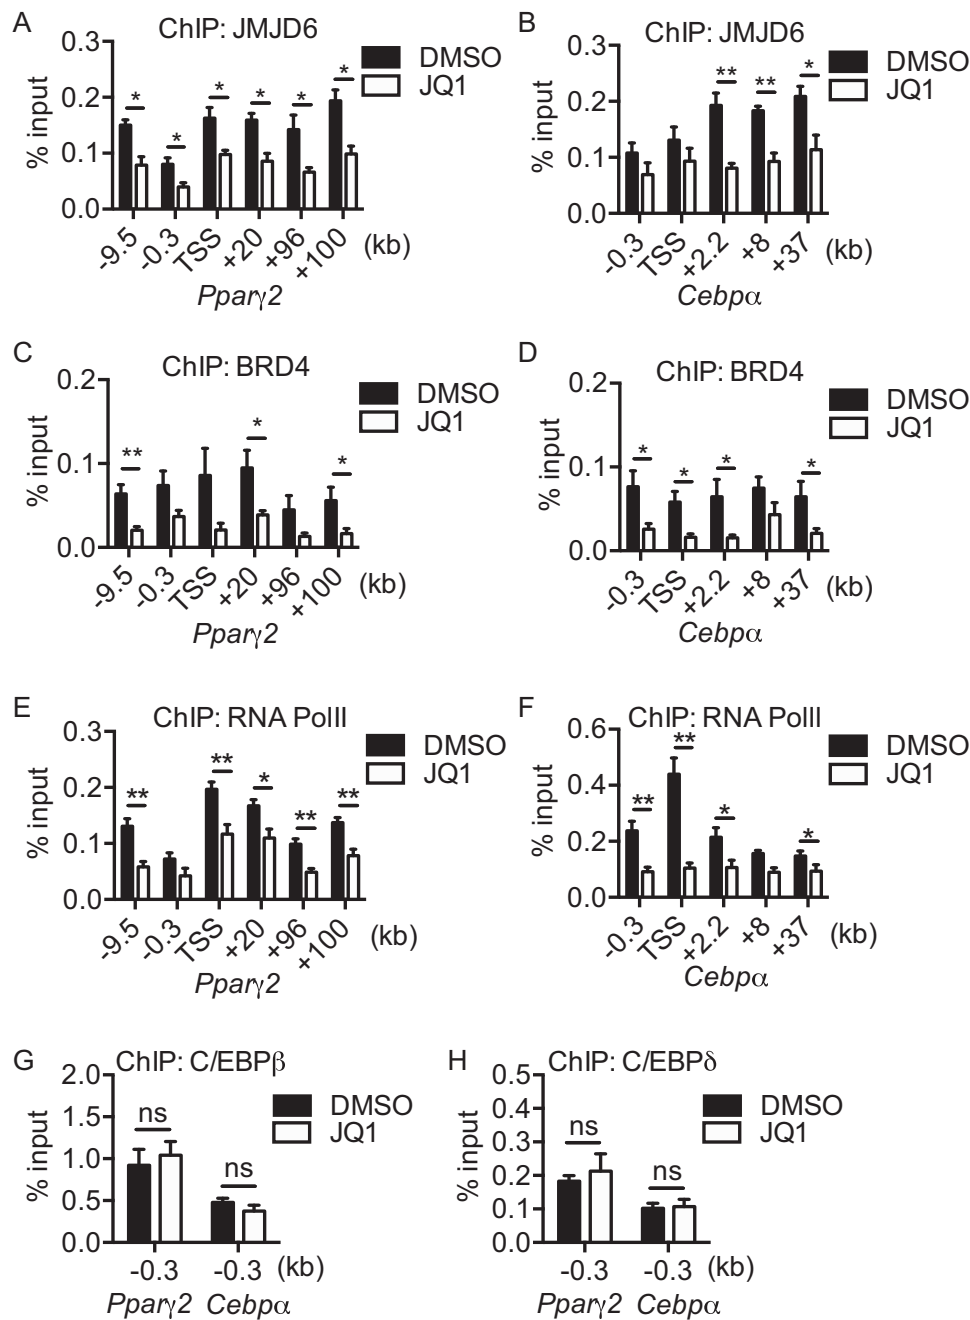 A
ChIP: JMJD6
0.3
0.2
0.1
0.0
% input
* * * * * *
DMSO
JQ1
-9.5 -0.3 TSS +20 +96 +100 (kb)
Pparγ2
B
ChIP: JMJD6
0.3
0.2
0.1
0.0
% input
** ** *
DMSO
JQ1
-0.3 TSS +2.2 +8 +37 (kb)
Cebpα
C
ChIP: BRD4
0.2
0.1
0.0
% input
** * *
DMSO
JQ1
-9.5 -0.3 TSS +20 +96 +100 (kb)
Pparγ2
D
ChIP: BRD4
0.2
0.1
0.0
% input
* * * *
DMSO
JQ1
-0.3 TSS +2.2 +8 +37 (kb)
Cebpα
E
ChIP: RNA PolII
0.3
0.2
0.1
0.0
% input
** ** * ** **
DMSO
JQ1
-9.5 -0.3 TSS +20 +96 +100 (kb)
Pparγ2
F
ChIP: RNA PolII
0.6
0.4
0.2
0.0
% input
** ** * *
DMSO
JQ1
-0.3 TSS +2.2 +8 +37 (kb)
Cebpα
G
ChIP: C/EBPβ
2.0
1.5
1.0
0.5
0.0
% input
ns ns
DMSO
JQ1
-0.3 -0.3 (kb)
Pparγ2 Cebpα
H
ChIP: C/EBPδ
0.5
0.4
0.3
0.2
0.1
0.0
% input
ns ns
DMSO
JQ1
-0.3 -0.3 (kb)
Pparγ2 Cebpα